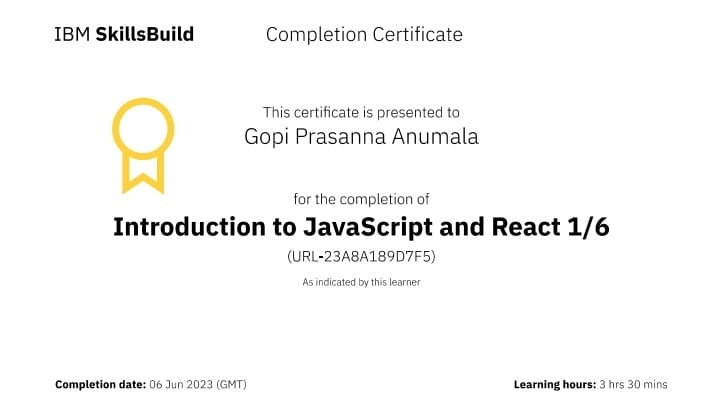 IBM SkillsBuild
Completion Certificate
This certificate is presented to
Gopi Prasanna Anumala
for the completion of
Introduction to JavaScript and React 1/6
(URL-23A8A189D7F5)
As indicated by this learner
Completion date: 06 Jun 2023 (GMT)
Learning hours: 3 hrs 30 mins